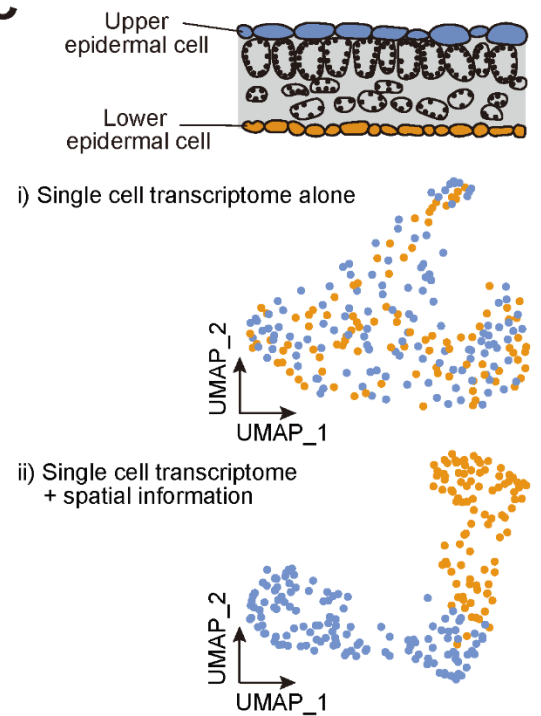 Upper
epidermal cell
Lower
epidermal cell
i) Single cell transcriptome alone
UMAP_2
UMAP_1
ii) Single cell transcriptome
+ spatial information
UMAP_2
UMAP_1